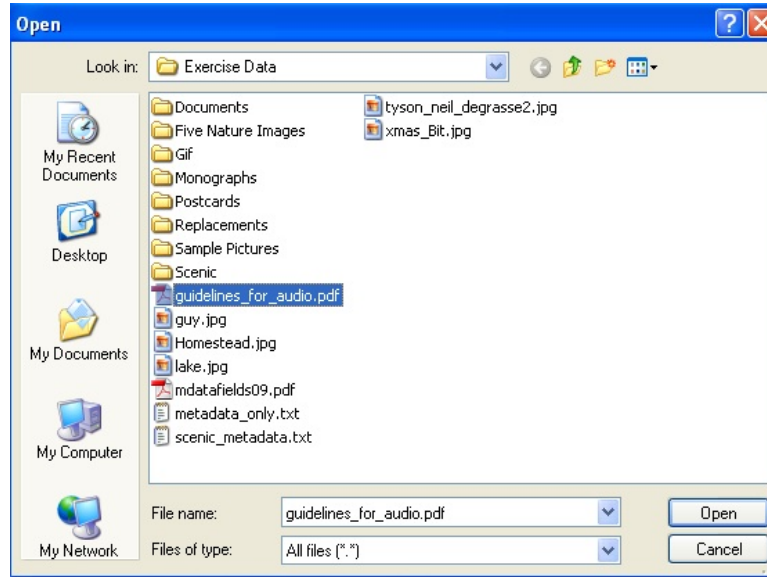 Open
Look in: Exercise Data
My Recent
Documents
Desktop
My Documents
My Computer
My Network
Documents
Five Nature Images
Gif
Monographs
Postcards
Replacements
Sample Pictures
Scenic
guidelines_for_audio.pdf
guy.jpg
Homestead.jpg
lake.jpg
mdatafields09.pdf
metadata_only.txt
scenic_metadata.txt
tyson_neil_degrasse2.jpg
xmas_Bit.jpg
File name: guidelines_for_audio.pdf Open
Files of type: All files (*.*) Cancel